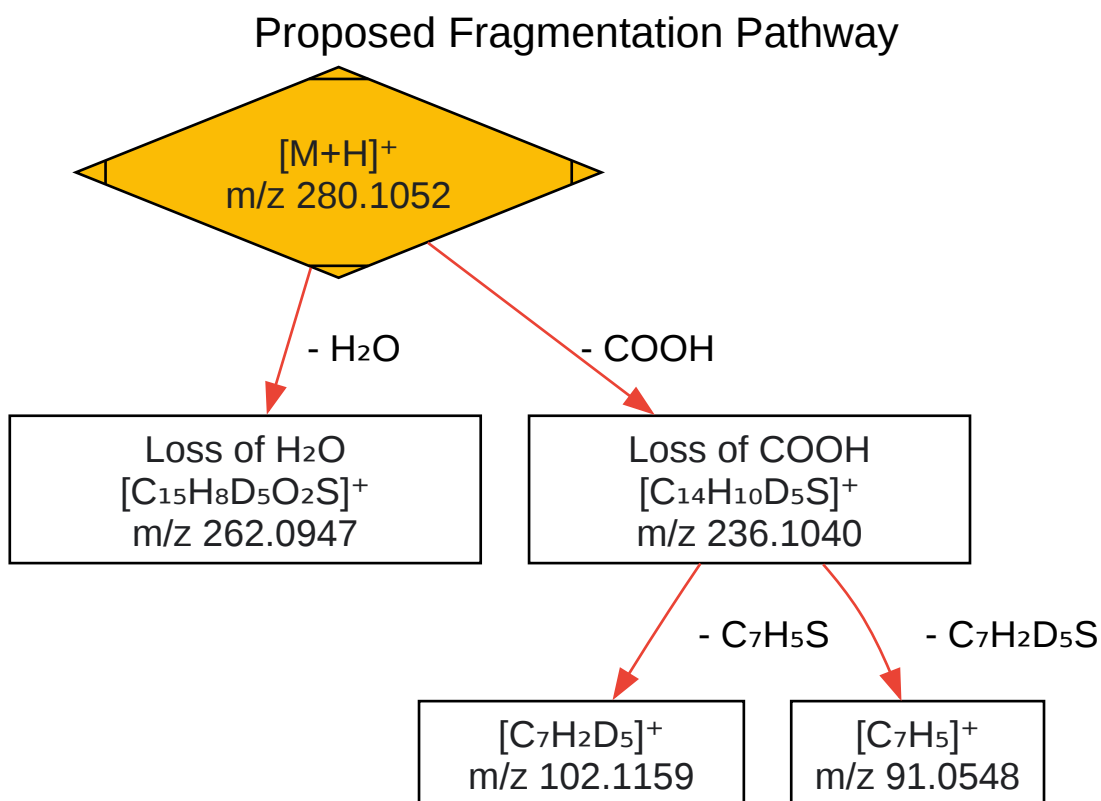 Proposed Fragmentation Pathway
[M+H]⁺
m/z 280.1052
- H₂O
- COOH
Loss of H₂O
[C₁₅H₈D₅O₂S]⁺
m/z 262.0947
Loss of COOH
[C₁₄H₁₀D₅S]⁺
m/z 236.1040
- C₇H₅S
- C₇H₂D₅S
[C₇H₂D₅]⁺
m/z 102.1159
[C₇H₅]⁺
m/z 91.0548